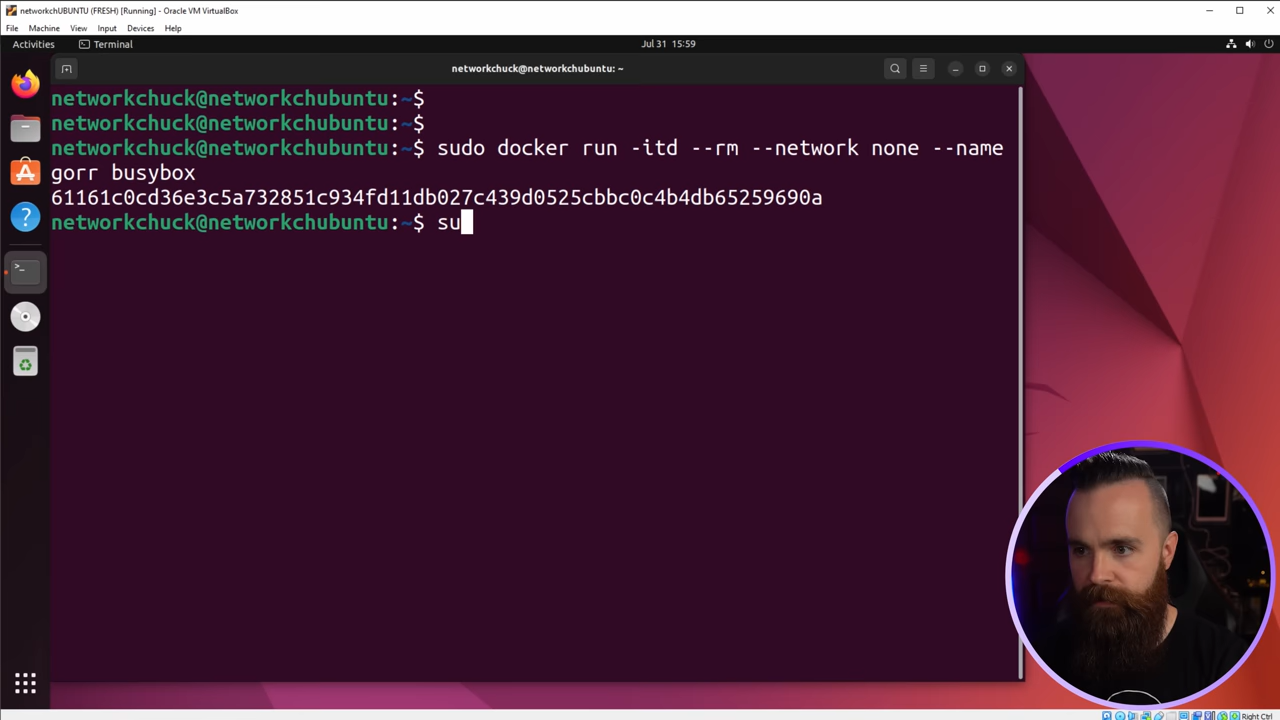 networkchUBUNTU (FRESH) [Running] - Oracle VM VirtualBox
File Machine View Input Devices Help
Activities Terminal Jul 31 15:59
networkchuck@networkchubuntu: ~
networkchuck@networkchubuntu:~$
networkchuck@networkchubuntu:~$
networkchuck@networkchubuntu:~$ sudo docker run -itd --rm --network none --name
gorr busybox
61161c0cd36e3c5a732851c934fd11db027c439d0525cbbc0c4b4db65259690a
networkchuck@networkchubuntu:~$ su
Right Ctrl